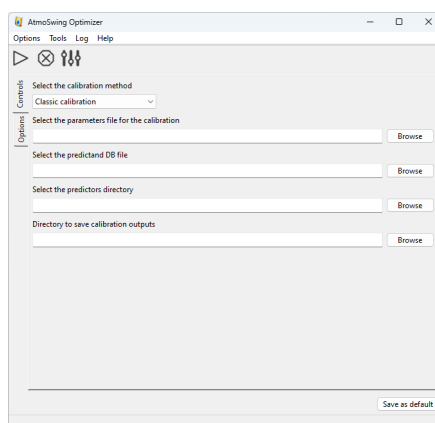 AtmoSwing Optimizer
Options Tools Log Help
Controls
Options
Select the calibration method
Classic calibration
Select the parameters file for the calibration
Browse
Select the predictand DB file
Browse
Select the predictors directory
Browse
Directory to save calibration outputs
Browse
Save as default